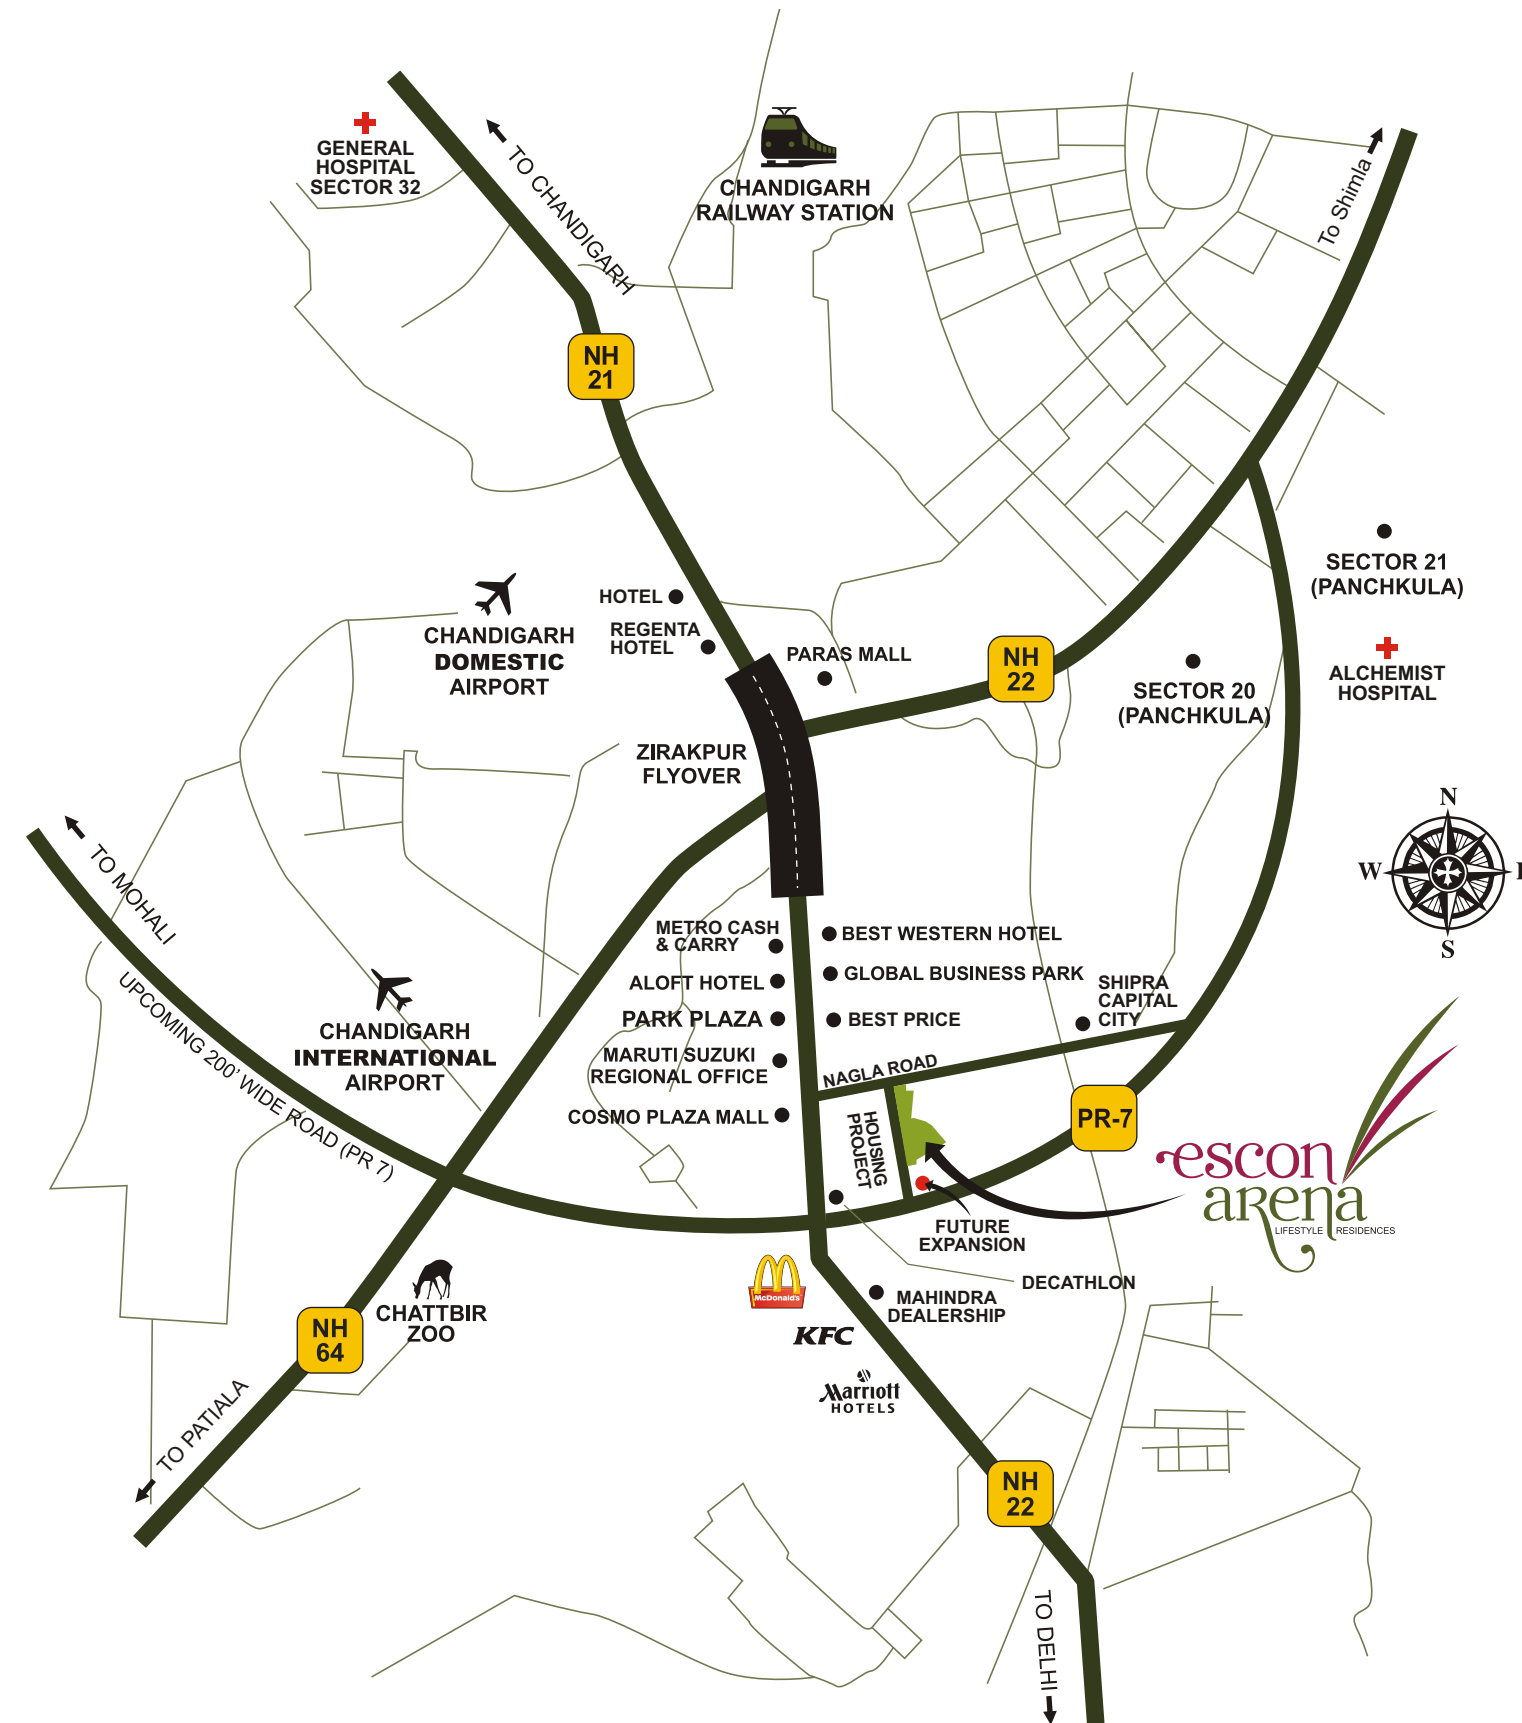 GENERAL
HOSPITAL
SECTOR 32
TO CHANDIGARH
CHANDIGARH
RAILWAY STATION
To Shimla
NH
21
SECTOR 21
(PANCHKULA)
HOTEL
REGENTA
HOTEL
CHANDIGARH
DOMESTIC
AIRPORT
PARAS MALL
NH
22
SECTOR 20
(PANCHKULA)
ALCHEMIST
HOSPITAL
ZIRAKPUR
FLYOVER
N
W
E
S
TO MOHALI
UPCOMING 200' WIDE ROAD (PR 7)
METRO CASH
& CARRY
BEST WESTERN HOTEL
ALOFT HOTEL
GLOBAL BUSINESS PARK
SHIPRA
CAPITAL
CITY
PARK PLAZA
BEST PRICE
CHANDIGARH
INTERNATIONAL
AIRPORT
MARUTI SUZUKI
REGIONAL OFFICE
NAGLA ROAD
COSMO PLAZA MALL
HOUSING
PROJECT
PR-7
escon
arena
LIFESTYLE RESIDENCES
FUTURE
EXPANSION
DECATHLON
McDonald's
MAHINDRA
DEALERSHIP
CHATTBIR
ZOO
NH
64
KFC
Marriott
HOTELS
TO PATIALA
NH
22
TO DELHI